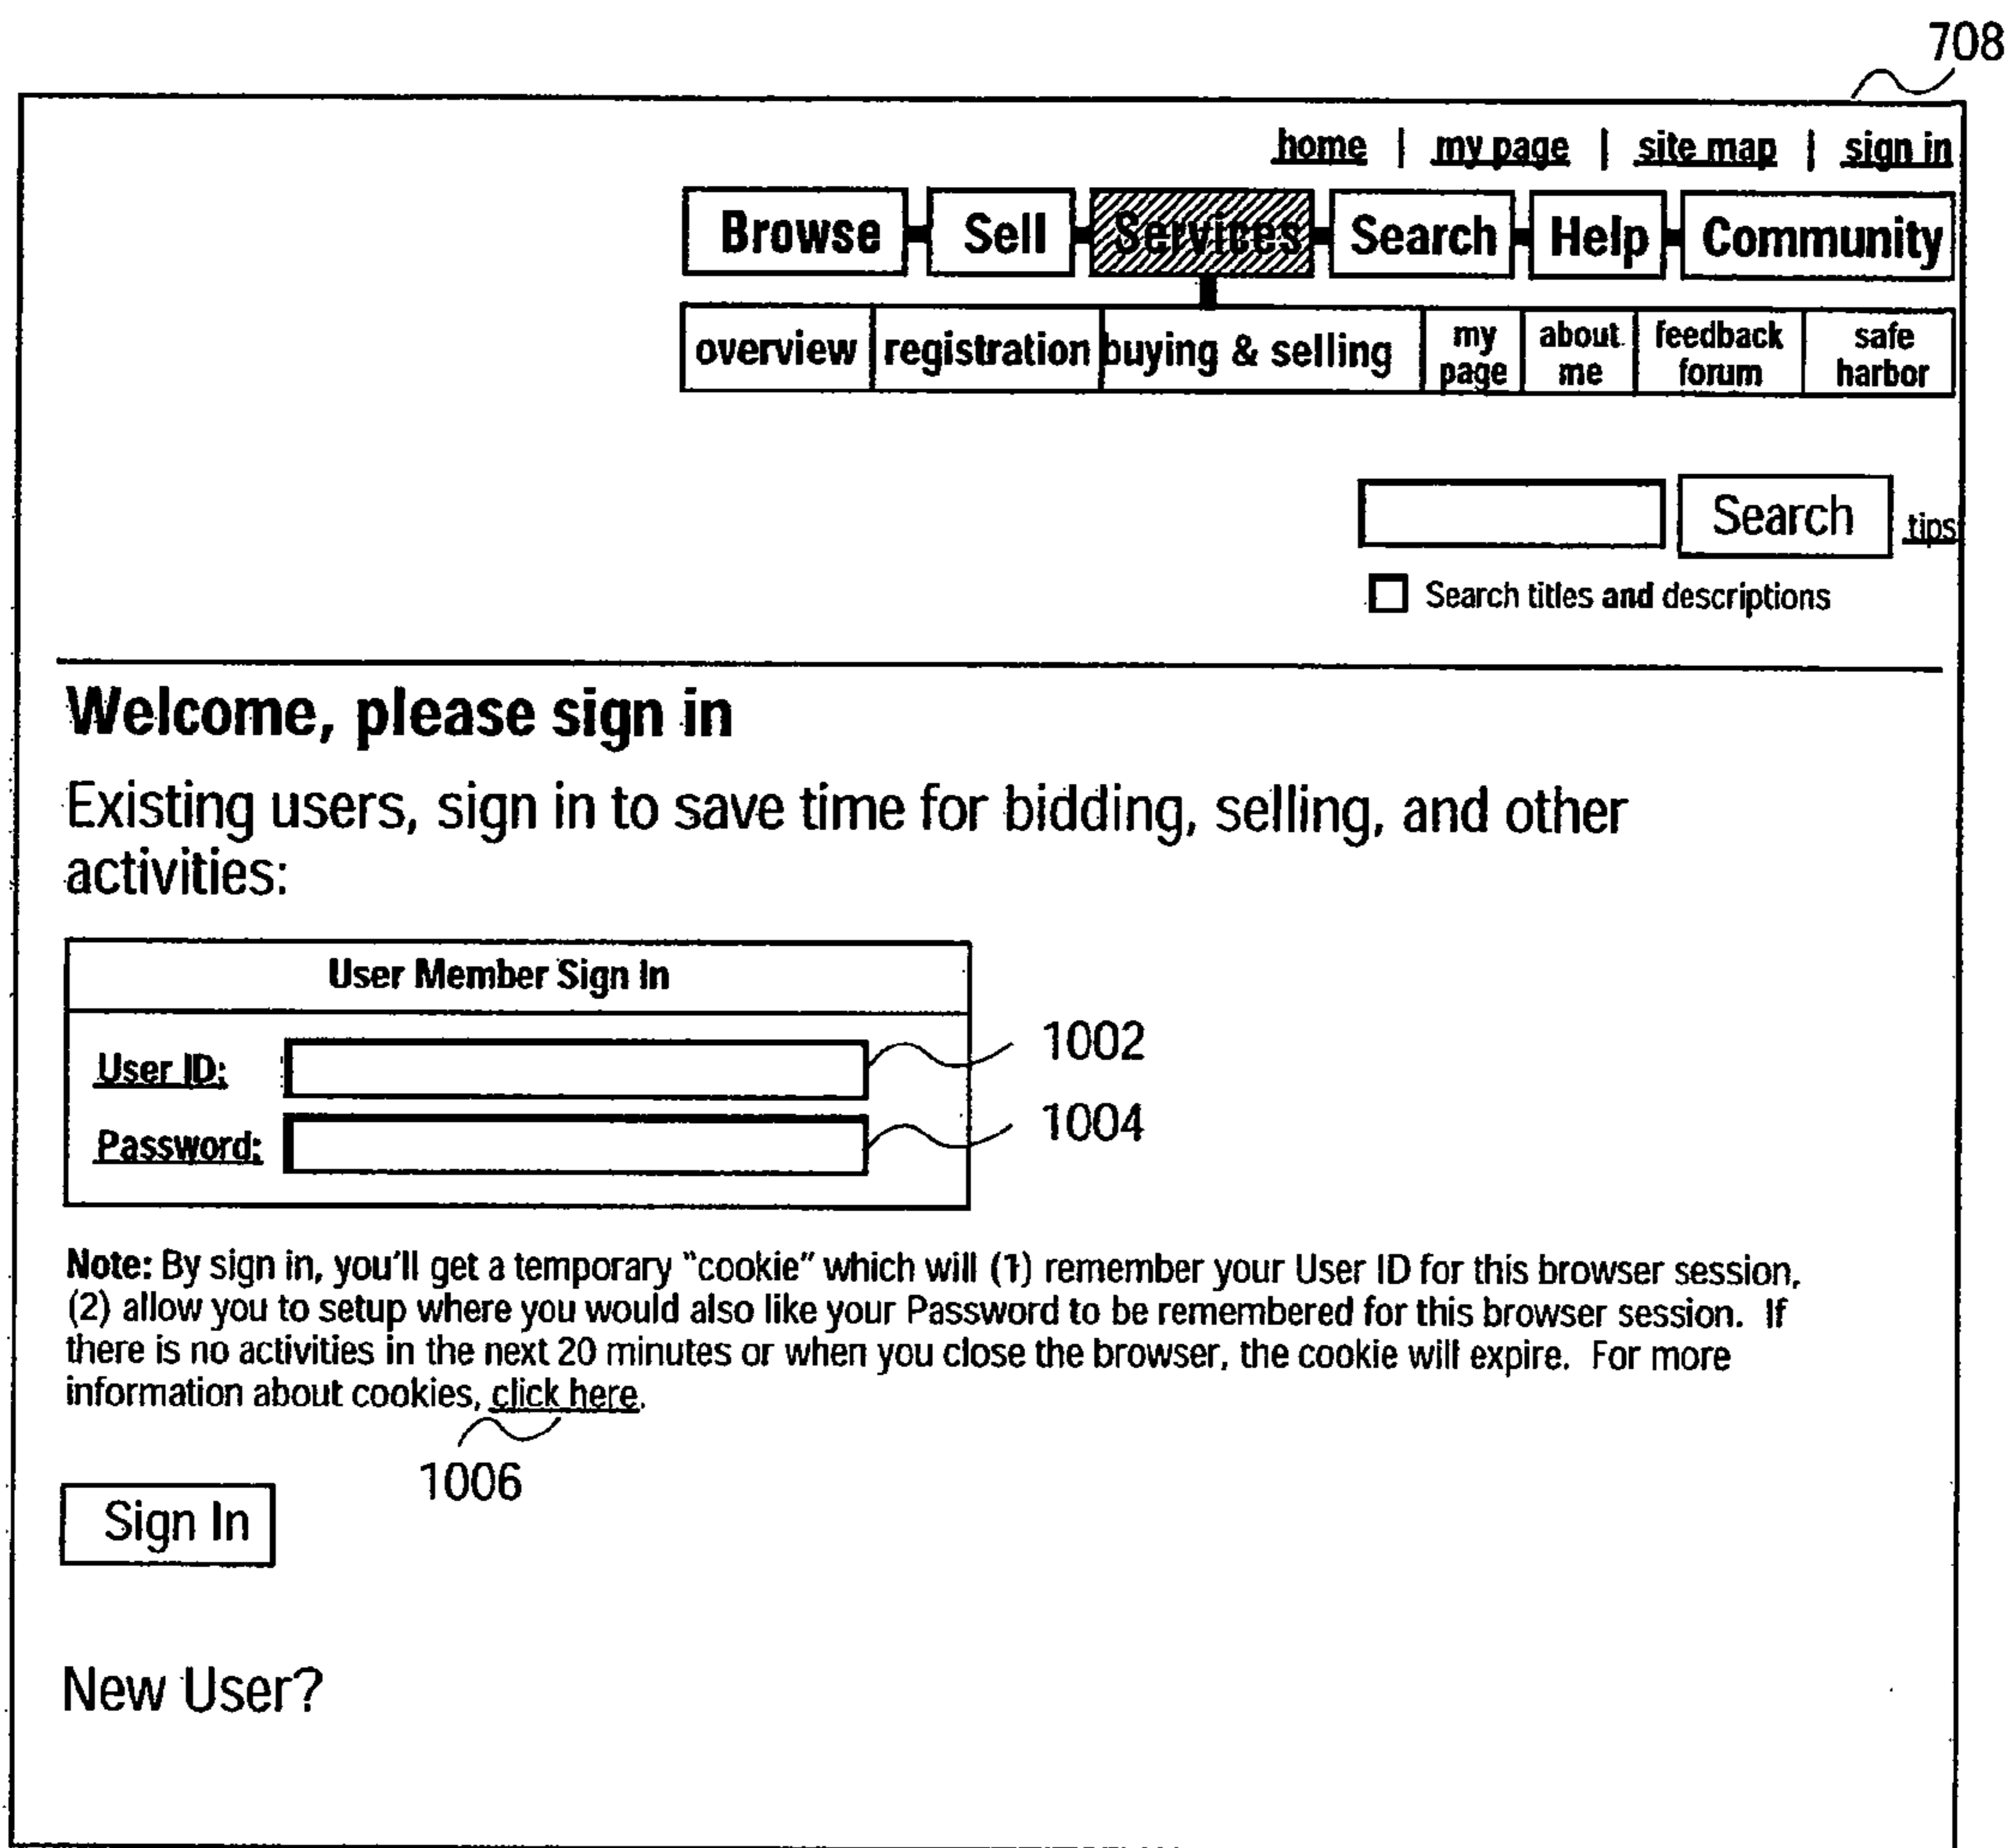 708
home | my page | site map | sign in
Browse Sell Services Search Help Community
overview registration buying & selling my page about me feedback forum safe harbor
Search tips
Search titles and descriptions
Welcome, please sign in
Existing users, sign in to save time for bidding, selling, and other
activities:
User Member Sign In
User ID: 1002
Password: 1004
Note: By sign in, you'll get a temporary "cookie" which will (1) remember your User ID for this browser session,
(2) allow you to setup where you would also like your Password to be remembered for this browser session. If
there is no activities in the next 20 minutes or when you close the browser, the cookie will expire. For more
information about cookies, click here.
1006
Sign In
New User?